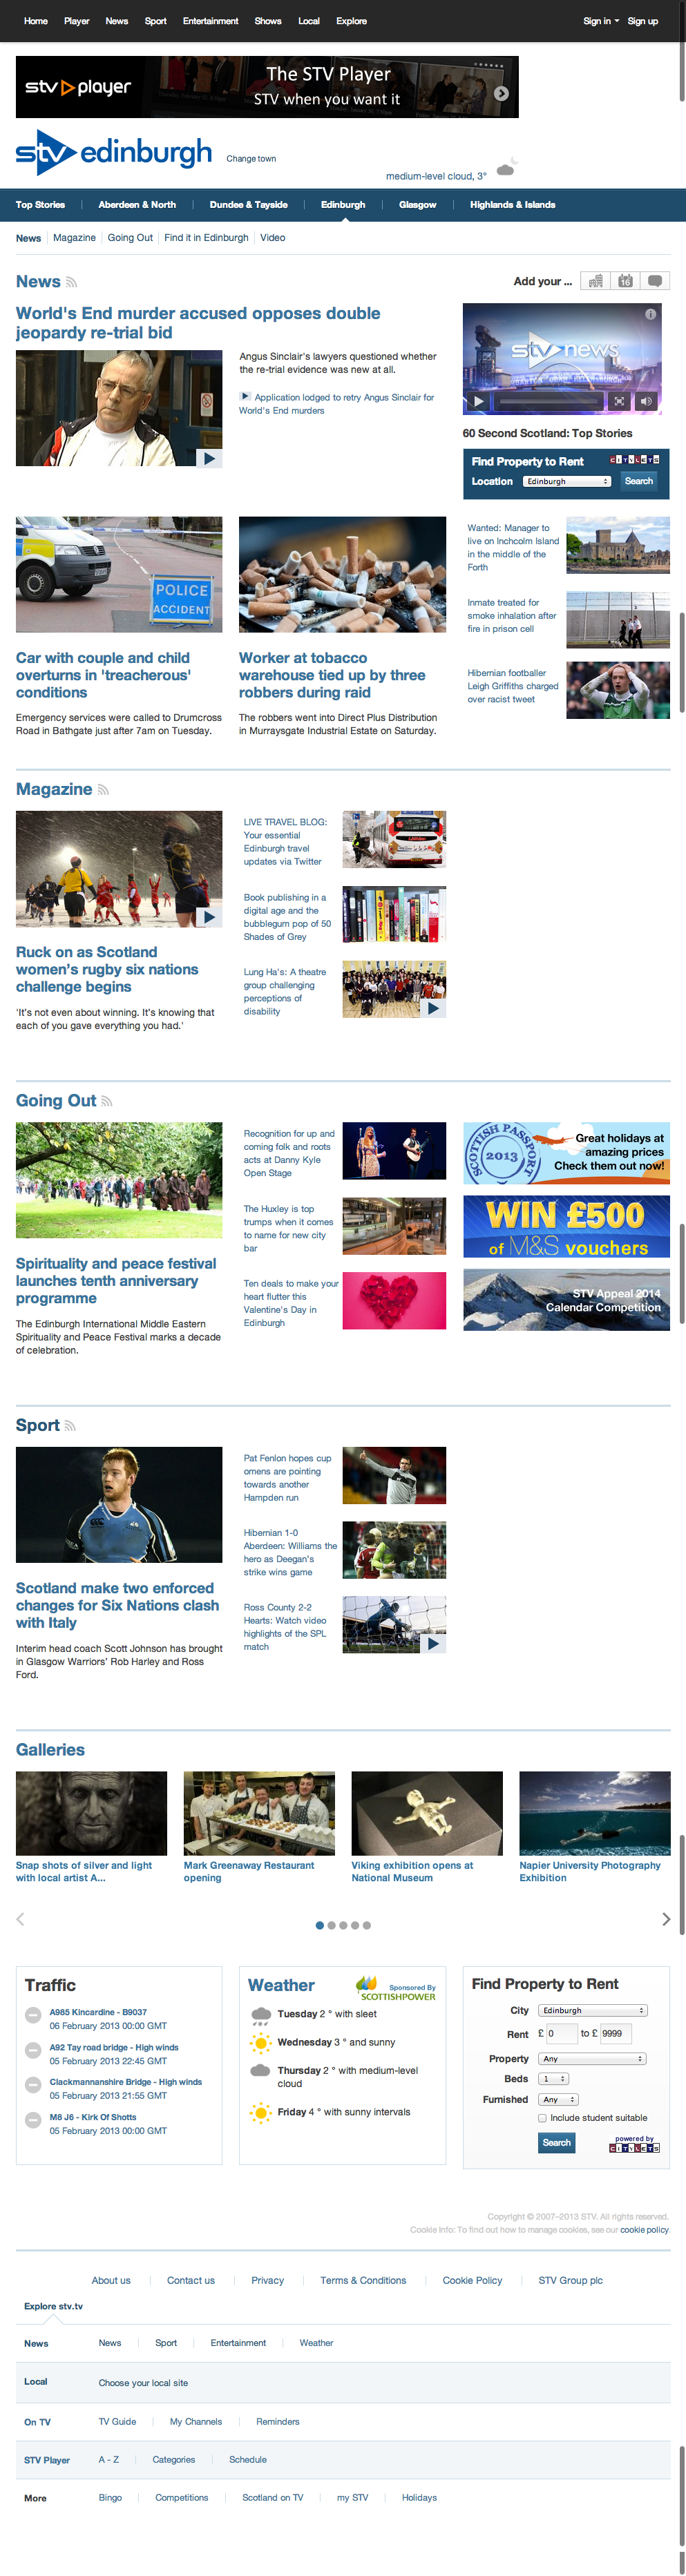 Home Player News Sport Entertainment Shows Local Explore Sign in Sign up
stv player
The STV Player
STV when you want it
stv edinburgh Change town
medium-level cloud, 3°
Top Stories Aberdeen & North Dundee & Tayside Edinburgh Glasgow Highlands & Islands
News Magazine Going Out Find it in Edinburgh Video
News
Add your ...
16
World's End murder accused opposes double
jeopardy re-trial bid
Angus Sinclair's lawyers questioned whether
the re-trial evidence was new at all.
Application lodged to retry Angus Sinclair for
World's End murders
stv news
60 Second Scotland: Top Stories
Find Property to Rent
CITYLETS
Location Edinburgh Search
POLICE
ACCIDENT
Car with couple and child
overturns in 'treacherous'
conditions
Emergency services were called to Drumcross
Road in Bathgate just after 7am on Tuesday.
Worker at tobacco
warehouse tied up by three
robbers during raid
The robbers went into Direct Plus Distribution
in Murraysgate Industrial Estate on Saturday.
Wanted: Manager to
live on Inchcolm Island
in the middle of the
Forth
Inmate treated for
smoke inhalation after
fire in prison cell
Hibernian footballer
Leigh Griffiths charged
over racist tweet
Magazine
Ruck on as Scotland
women's rugby six nations
challenge begins
'It's not even about winning. It's knowing that
each of you gave everything you had.'
LIVE TRAVEL BLOG:
Your essential
Edinburgh travel
updates via Twitter
Book publishing in a
digital age and the
bubblegum pop of 50
Shades of Grey
Lung Ha's: A theatre
group challenging
perceptions of
disability
Going Out
Spirituality and peace festival
launches tenth anniversary
programme
The Edinburgh International Middle Eastern
Spirituality and Peace Festival marks a decade
of celebration.
Recognition for up and
coming folk and roots
acts at Danny Kyle
Open Stage
The Huxley is top
trumps when it comes
to name for new city
bar
Ten deals to make your
heart flutter this
Valentine's Day in
Edinburgh
SCOTTISH PASSPORT
2013
Great holidays at
amazing prices
Check them out now!
WIN £500
of M&S vouchers
STV Appeal 2014
Calendar Competition
Sport
Scotland make two enforced
changes for Six Nations clash
with Italy
Interim head coach Scott Johnson has brought
in Glasgow Warriors' Rob Harley and Ross
Ford.
Pat Fenlon hopes cup
omens are pointing
towards another
Hampden run
Hibernian 1-0
Aberdeen: Williams the
hero as Deegan's
strike wins game
Ross County 2-2
Hearts: Watch video
highlights of the SPL
match
Galleries
Snap shots of silver and light
with local artist A...
Mark Greenaway Restaurant
opening
Viking exhibition opens at
National Museum
Napier University Photography
Exhibition
Traffic
A985 Kincardine - B9037
06 February 2013 00:00 GMT
A92 Tay road bridge - High winds
05 February 2013 22:45 GMT
Clackmannanshire Bridge - High winds
05 February 2013 21:55 GMT
M8 J6 - Kirk Of Shotts
05 February 2013 00:00 GMT
Weather
Sponsored By
SCOTTISHPOWER
Tuesday 2 ° with sleet
Wednesday 3 ° and sunny
Thursday 2 ° with medium-level
cloud
Friday 4 ° with sunny intervals
Find Property to Rent
City Edinburgh
Rent £ 0 to £ 9999
Property Any
Beds 1
Furnished Any
Include student suitable
Search
powered by
CITYLETS
Copyright © 2007-2013 STV. All rights reserved.
Cookie Info: To find out how to manage cookies, see our cookie policy.
About us Contact us Privacy Terms & Conditions Cookie Policy STV Group plc
Explore stv.tv
News News Sport Entertainment Weather
Local Choose your local site
On TV TV Guide My Channels Reminders
STV Player A - Z Categories Schedule
More Bingo Competitions Scotland on TV my STV Holidays